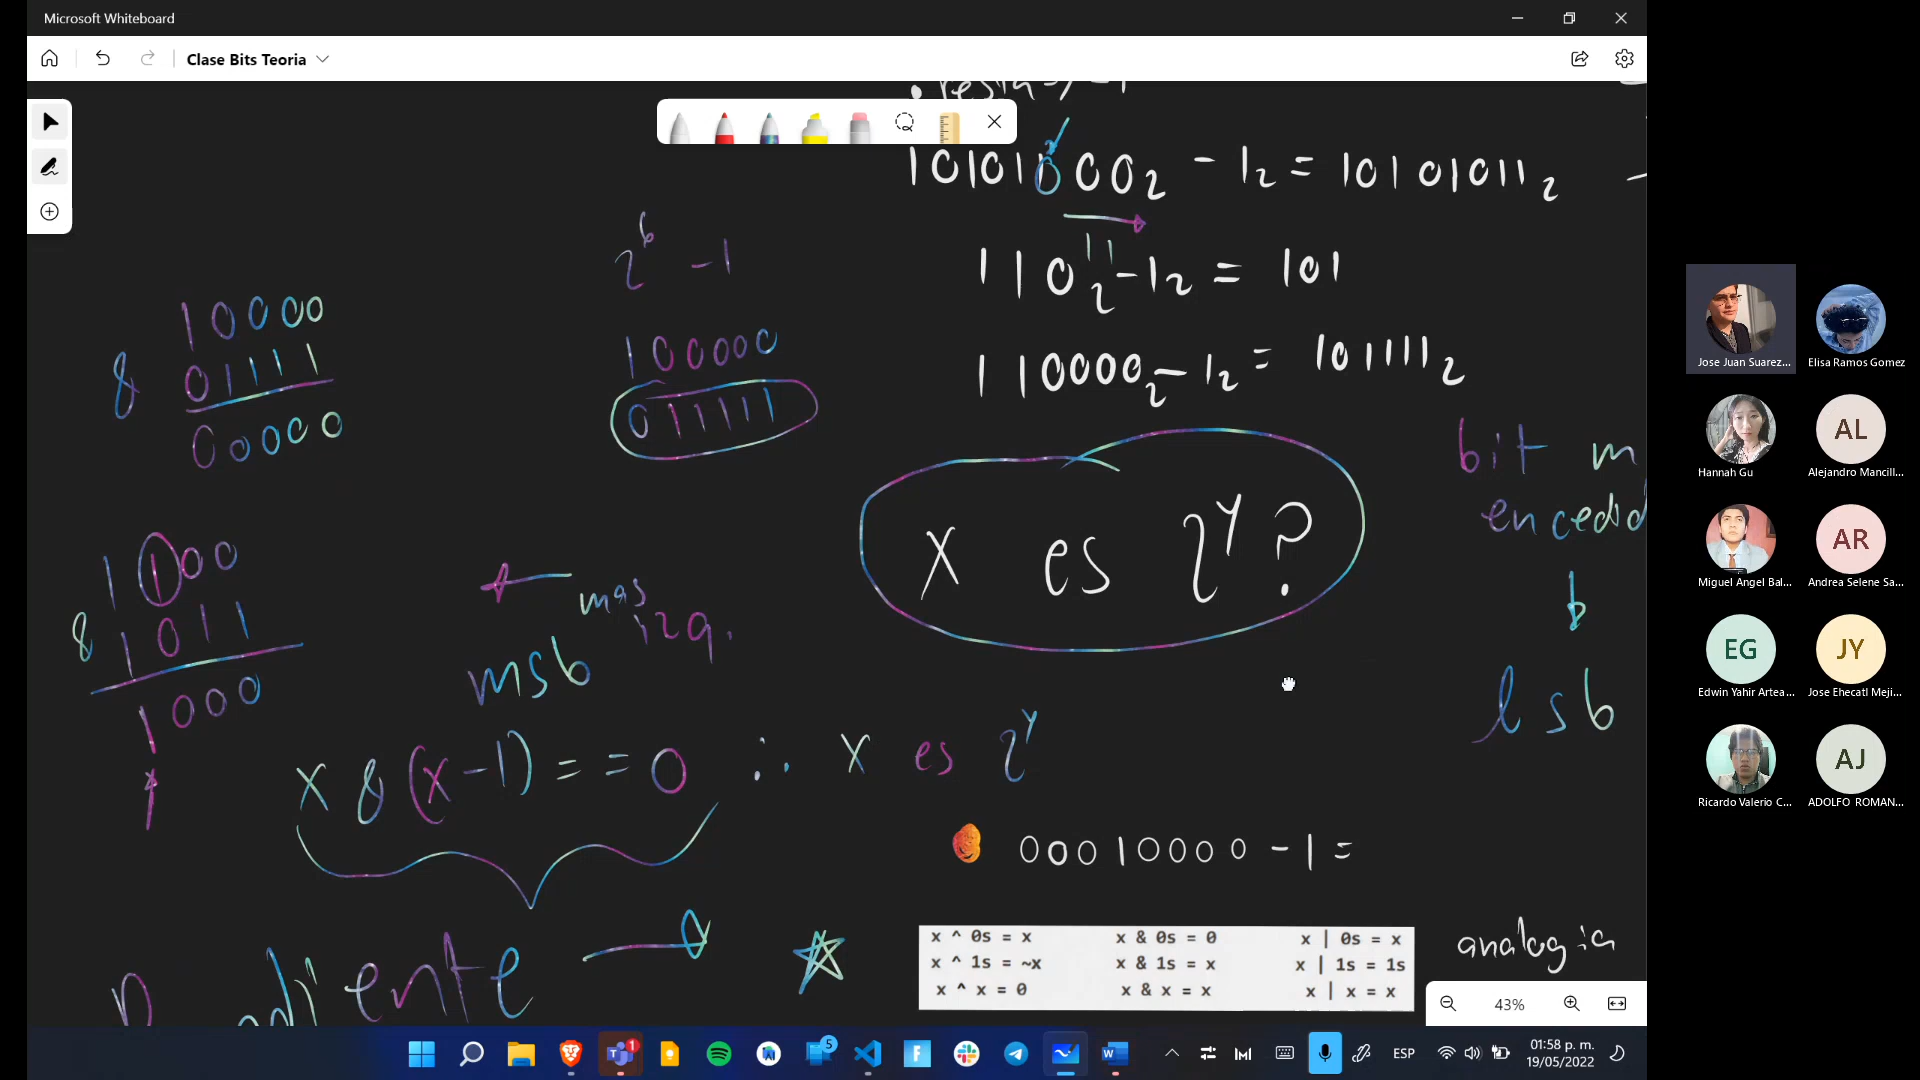 Microsoft Whiteboard
Clase Bits Teoria
10101000₂ - 1₂ = 10101011₂
110₂ - 1₂ = 101
110000₂ - 1₂ = 101111₂
2⁶ - 1
100000
011111
10000
& 01111
00000
x es 2ʸ?
bit m
encedid
b
lsb
1100
& 1011
1000
mas
izq.
msb
x & (x-1) == 0 ∴ x es 2ʸ
00010000 - 1 =
x ^ 0s = x x & 0s = 0 x | 0s = x
x ^ 1s = ~x x & 1s = x x | 1s = 1s
x ^ x = 0 x & x = x x | x = x
analogia
43%
Jose Juan Suarez...
Elisa Ramos Gomez
Hannah Gu
AL
Alejandro Mancill...
Miguel Angel Bal...
AR
Andrea Selene Sa...
EG
Edwin Yahir Artea...
JY
Jose Ehecatl Meji...
Ricardo Valerio C...
AJ
ADOLFO ROMAN...
1
5
ESP
01:58 p. m.
19/05/2022